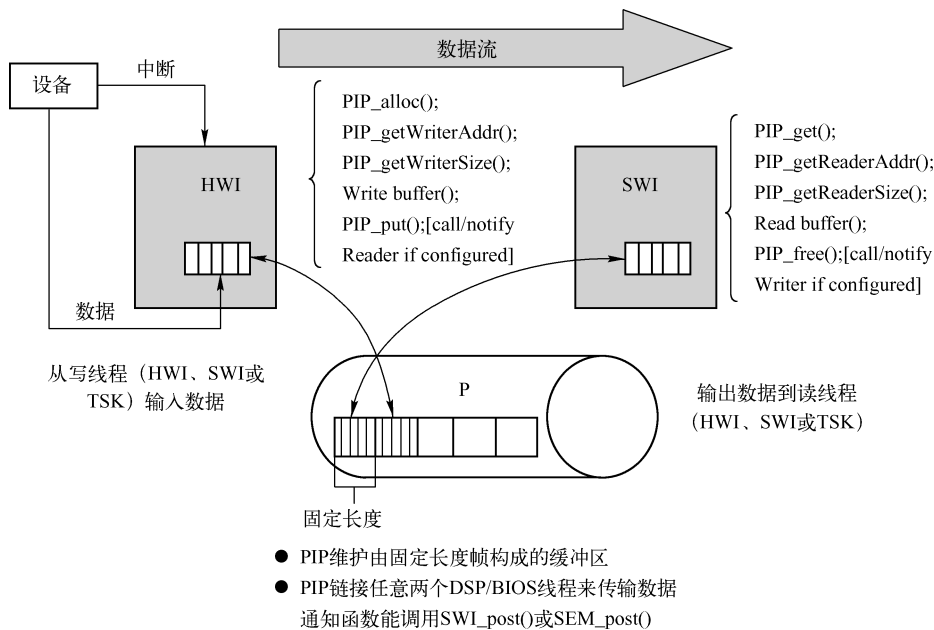 数据流
设备
中断
PIP_alloc();
PIP_getWriterAddr();
PIP_getWriterSize();
Write buffer();
PIP_put();[call/notify
Reader if configured]
HWI
SWI
PIP_get();
PIP_getReaderAddr();
PIP_getReaderSize();
Read buffer();
PIP_free();[call/notify
Writer if configured]
数据
从写线程（HWI、SWI或
TSK）输入数据
P
输出数据到读线程
（HWI、SWI或TSK）
固定长度
● PIP维护由固定长度帧构成的缓冲区
● PIP链接任意两个DSP/BIOS线程来传输数据
通知函数能调用SWI_post()或SEM_post()